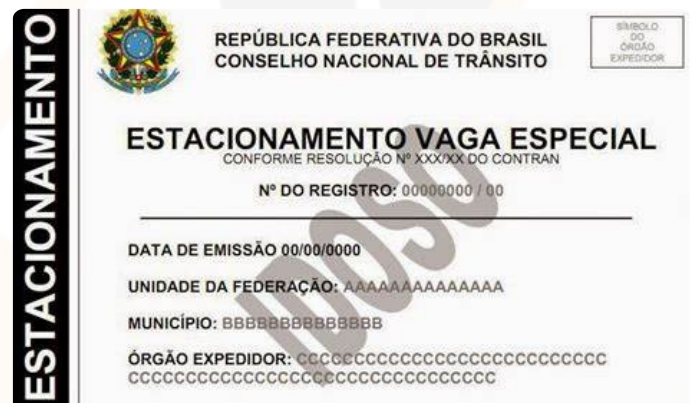 ESTACIONAMENTO
REPÚBLICA FEDERATIVA DO BRASIL
CONSELHO NACIONAL DE TRÂNSITO
SÍMBOLO
DO
ÓRGÃO
EXPEDIDOR
ESTACIONAMENTO VAGA ESPECIAL
CONFORME RESOLUÇÃO Nº XXX/XX DO CONTRAN
Nº DO REGISTRO: 00000000 / 00
IDOSO
DATA DE EMISSÃO 00/00/0000
UNIDADE DA FEDERAÇÃO: AAAAAAAAAAAAAA
MUNICÍPIO: BBBBBBBBBBBBBB
ÓRGÃO EXPEDIDOR: CCCCCCCCCCCCCCCCCCCCCCCCCCC
CCCCCCCCCCCCCCCCCCCCCCCCCCCCCCCC